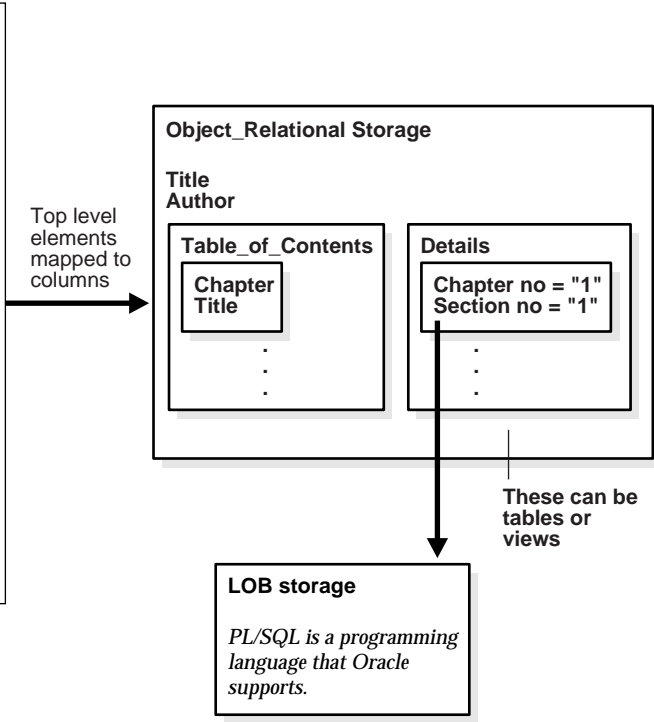 Object_Relational Storage
Title
Author
Top level
elements
mapped to
columns
Table_of_Contents
Chapter
Title
.
.
.
Details
Chapter no = "1"
Section no = "1"
.
.
.
These can be
tables or
views
LOB storage
PL/SQL is a programming
language that Oracle
supports.